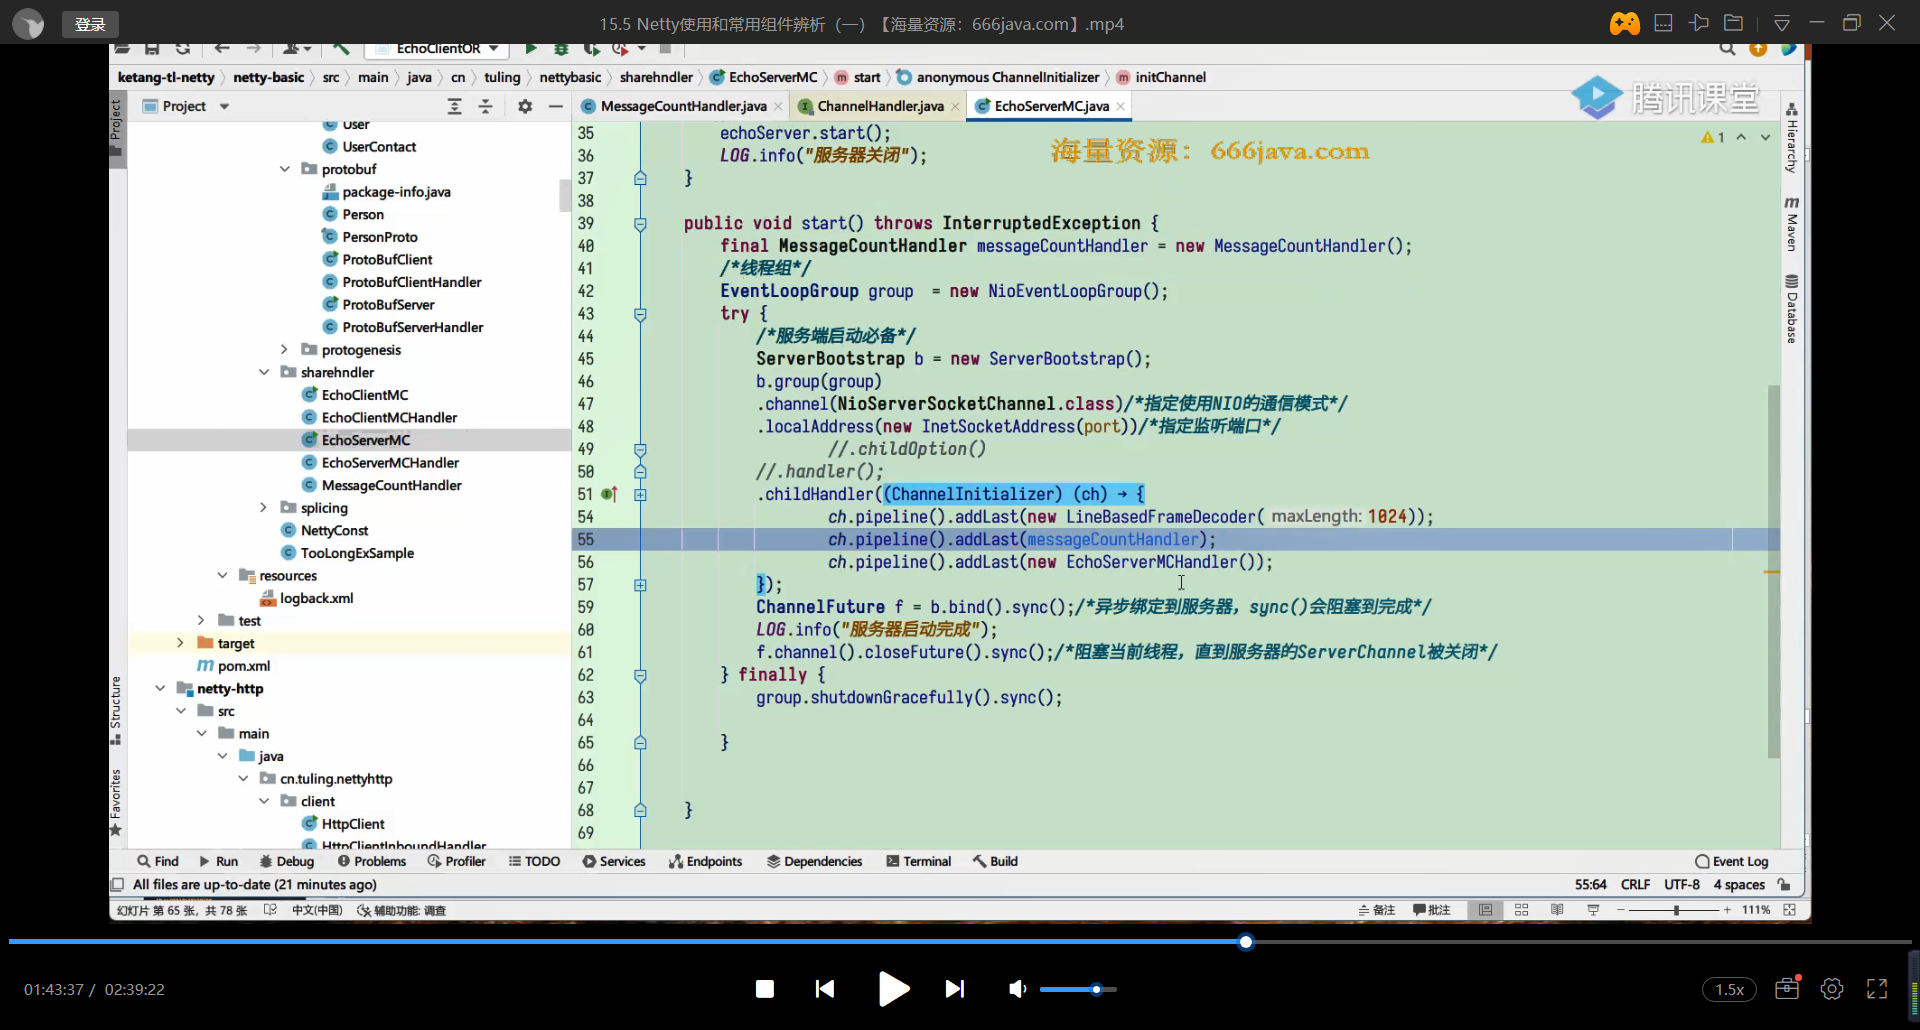 登录
15.5 Netty使用和常用组件辨析（一）【海量资源：666java.com】.mp4
EchoClientOR
ketang-tl-netty netty-basic src main java cn tuling nettybasic sharehndler EchoServerMC start anonymous ChannelInitializer initChannel
腾讯课堂
Project
MessageCountHandler.java
ChannelHandler.java
EchoServerMC.java
海量资源：666java.com
1
Project
Structure
Favorites
Hierarchy
Maven
Database
User
UserContact
protobuf
package-info.java
Person
PersonProto
ProtoBufClient
ProtoBufClientHandler
ProtoBufServer
ProtoBufServerHandler
protogenesis
sharehndler
EchoClientMC
EchoClientMCHandler
EchoServerMC
EchoServerMCHandler
MessageCountHandler
splicing
NettyConst
TooLongExSample
resources
logback.xml
test
target
pom.xml
netty-http
src
main
java
cn.tuling.nettyhttp
client
HttpClient
HttpClientInboundHandler
35 echoServer.start();
36 LOG.info("服务器关闭");
37 }
38
39 public void start() throws InterruptedException {
40 final MessageCountHandler messageCountHandler = new MessageCountHandler();
41 /*线程组*/
42 EventLoopGroup group = new NioEventLoopGroup();
43 try {
44 /*服务端启动必备*/
45 ServerBootstrap b = new ServerBootstrap();
46 b.group(group)
47 .channel(NioServerSocketChannel.class)/*指定使用NIO的通信模式*/
48 .localAddress(new InetSocketAddress(port))/*指定监听端口*/
49 //.childOption()
50 //.handler();
51 .childHandler((ChannelInitializer) (ch) → {
54 ch.pipeline().addLast(new LineBasedFrameDecoder( maxLength: 1024));
55 ch.pipeline().addLast(messageCountHandler);
56 ch.pipeline().addLast(new EchoServerMCHandler());
57 });
59 ChannelFuture f = b.bind().sync();/*异步绑定到服务器，sync()会阻塞到完成*/
60 LOG.info("服务器启动完成");
61 f.channel().closeFuture().sync();/*阻塞当前线程，直到服务器的ServerChannel被关闭*/
62 } finally {
63 group.shutdownGracefully().sync();
64
65 }
66
67
68 }
69
Find Run Debug Problems Profiler TODO Services Endpoints Dependencies Terminal Build Event Log
All files are up-to-date (21 minutes ago) 55:64 CRLF UTF-8 4 spaces
幻灯片 第 65 张，共 78 张 中文(中国) 辅助功能: 调查 备注 批注 111%
01:43:37 / 02:39:22 1.5x